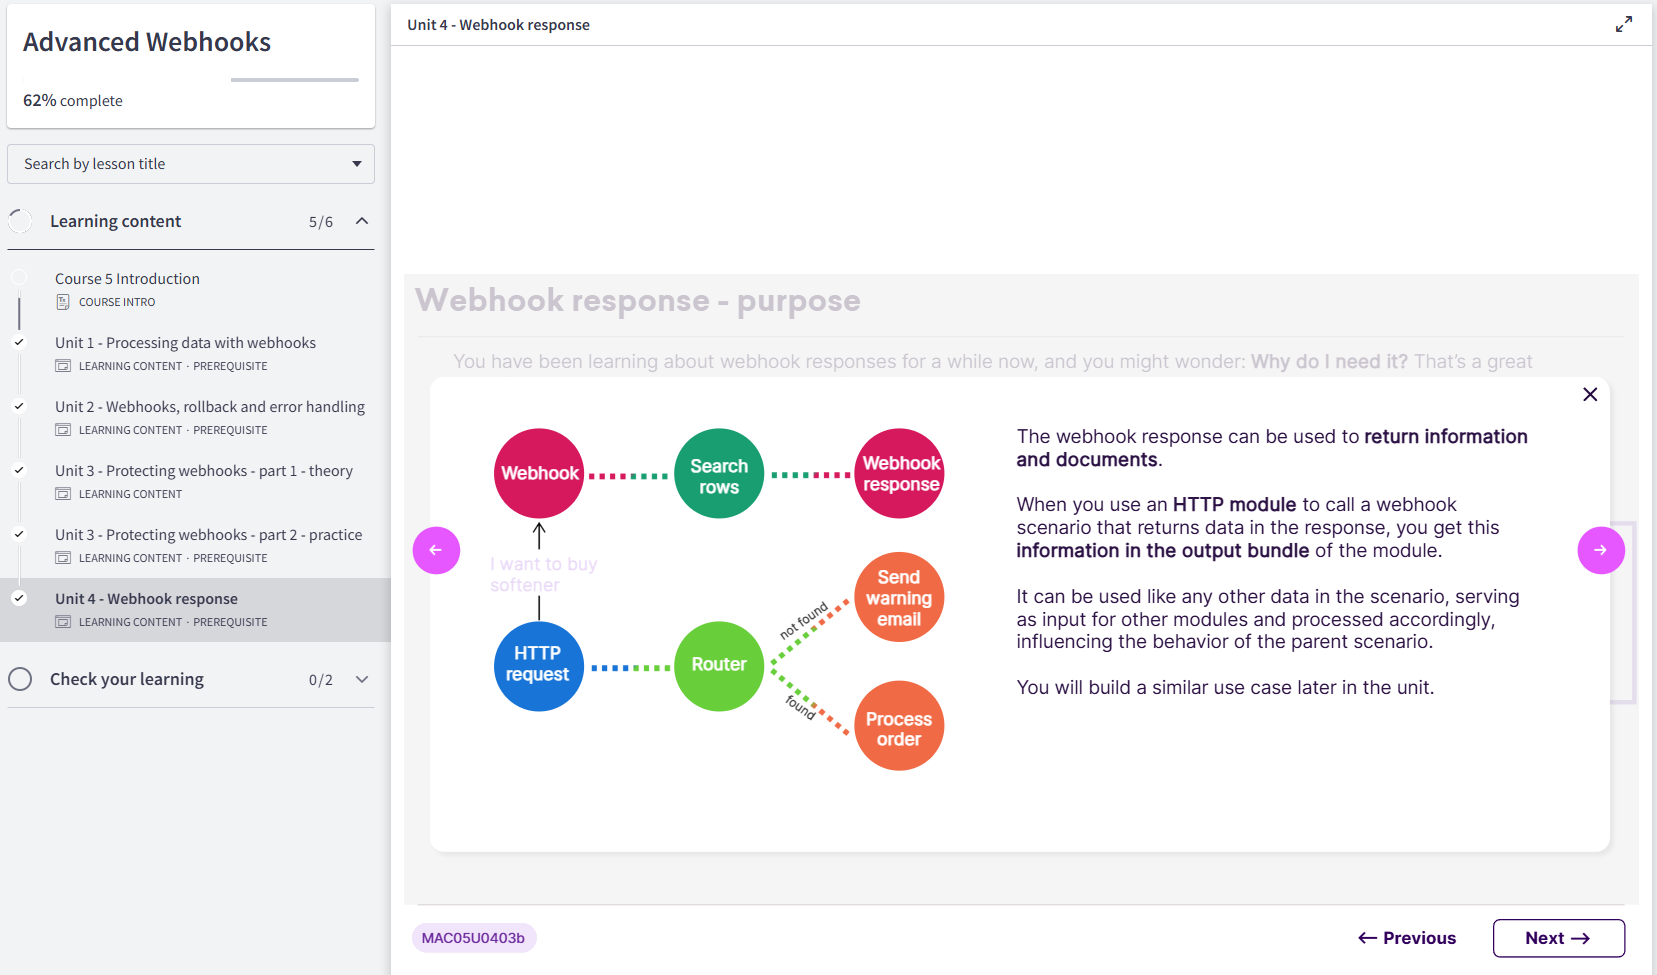 Advanced Webhooks
62% complete
Search by lesson title
Learning content 5/6
Course 5 Introduction
COURSE INTRO
Unit 1 - Processing data with webhooks
LEARNING CONTENT · PREREQUISITE
Unit 2 - Webhooks, rollback and error handling
LEARNING CONTENT · PREREQUISITE
Unit 3 - Protecting webhooks - part 1 - theory
LEARNING CONTENT
Unit 3 - Protecting webhooks - part 2 - practice
LEARNING CONTENT · PREREQUISITE
Unit 4 - Webhook response
LEARNING CONTENT · PREREQUISITE
Check your learning 0/2
Unit 4 - Webhook response
Webhook response - purpose
You have been learning about webhook responses for a while now, and you might wonder: Why do I need it? That's a great
Webhook
Search
rows
Webhook
response
I want to buy
softener
HTTP
request
Router
not found
found
Send
warning
email
Process
order
The webhook response can be used to return information
and documents.
When you use an HTTP module to call a webhook
scenario that returns data in the response, you get this
information in the output bundle of the module.
It can be used like any other data in the scenario, serving
as input for other modules and processed accordingly,
influencing the behavior of the parent scenario.
You will build a similar use case later in the unit.
MAC05U0403b
← Previous
Next →